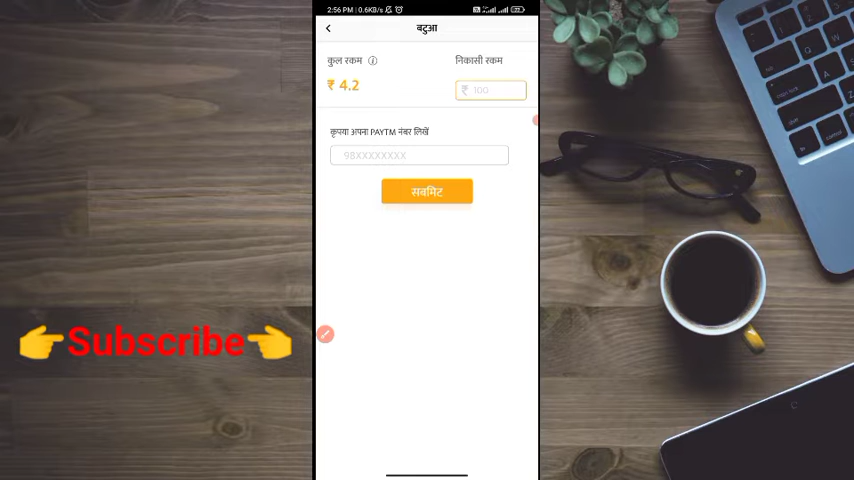 2:56 PM | 0.6KB/s
बटुआ
कुल रकम
निकासी रकम
₹ 4.2
₹ 100
कृपया अपना PAYTM नंबर लिखें
98XXXXXXXX
सबमिट
👉Subscribe👈